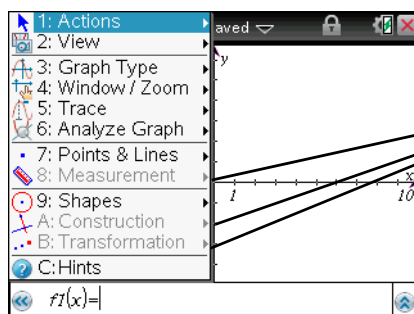 1: Actions
2: View
3: Graph Type
4: Window / Zoom
5: Trace
6: Analyze Graph
7: Points & Lines
8: Measurement
9: Shapes
A: Construction
B: Transformation
C: Hints
aved
y
x
1
10
f1(x)=